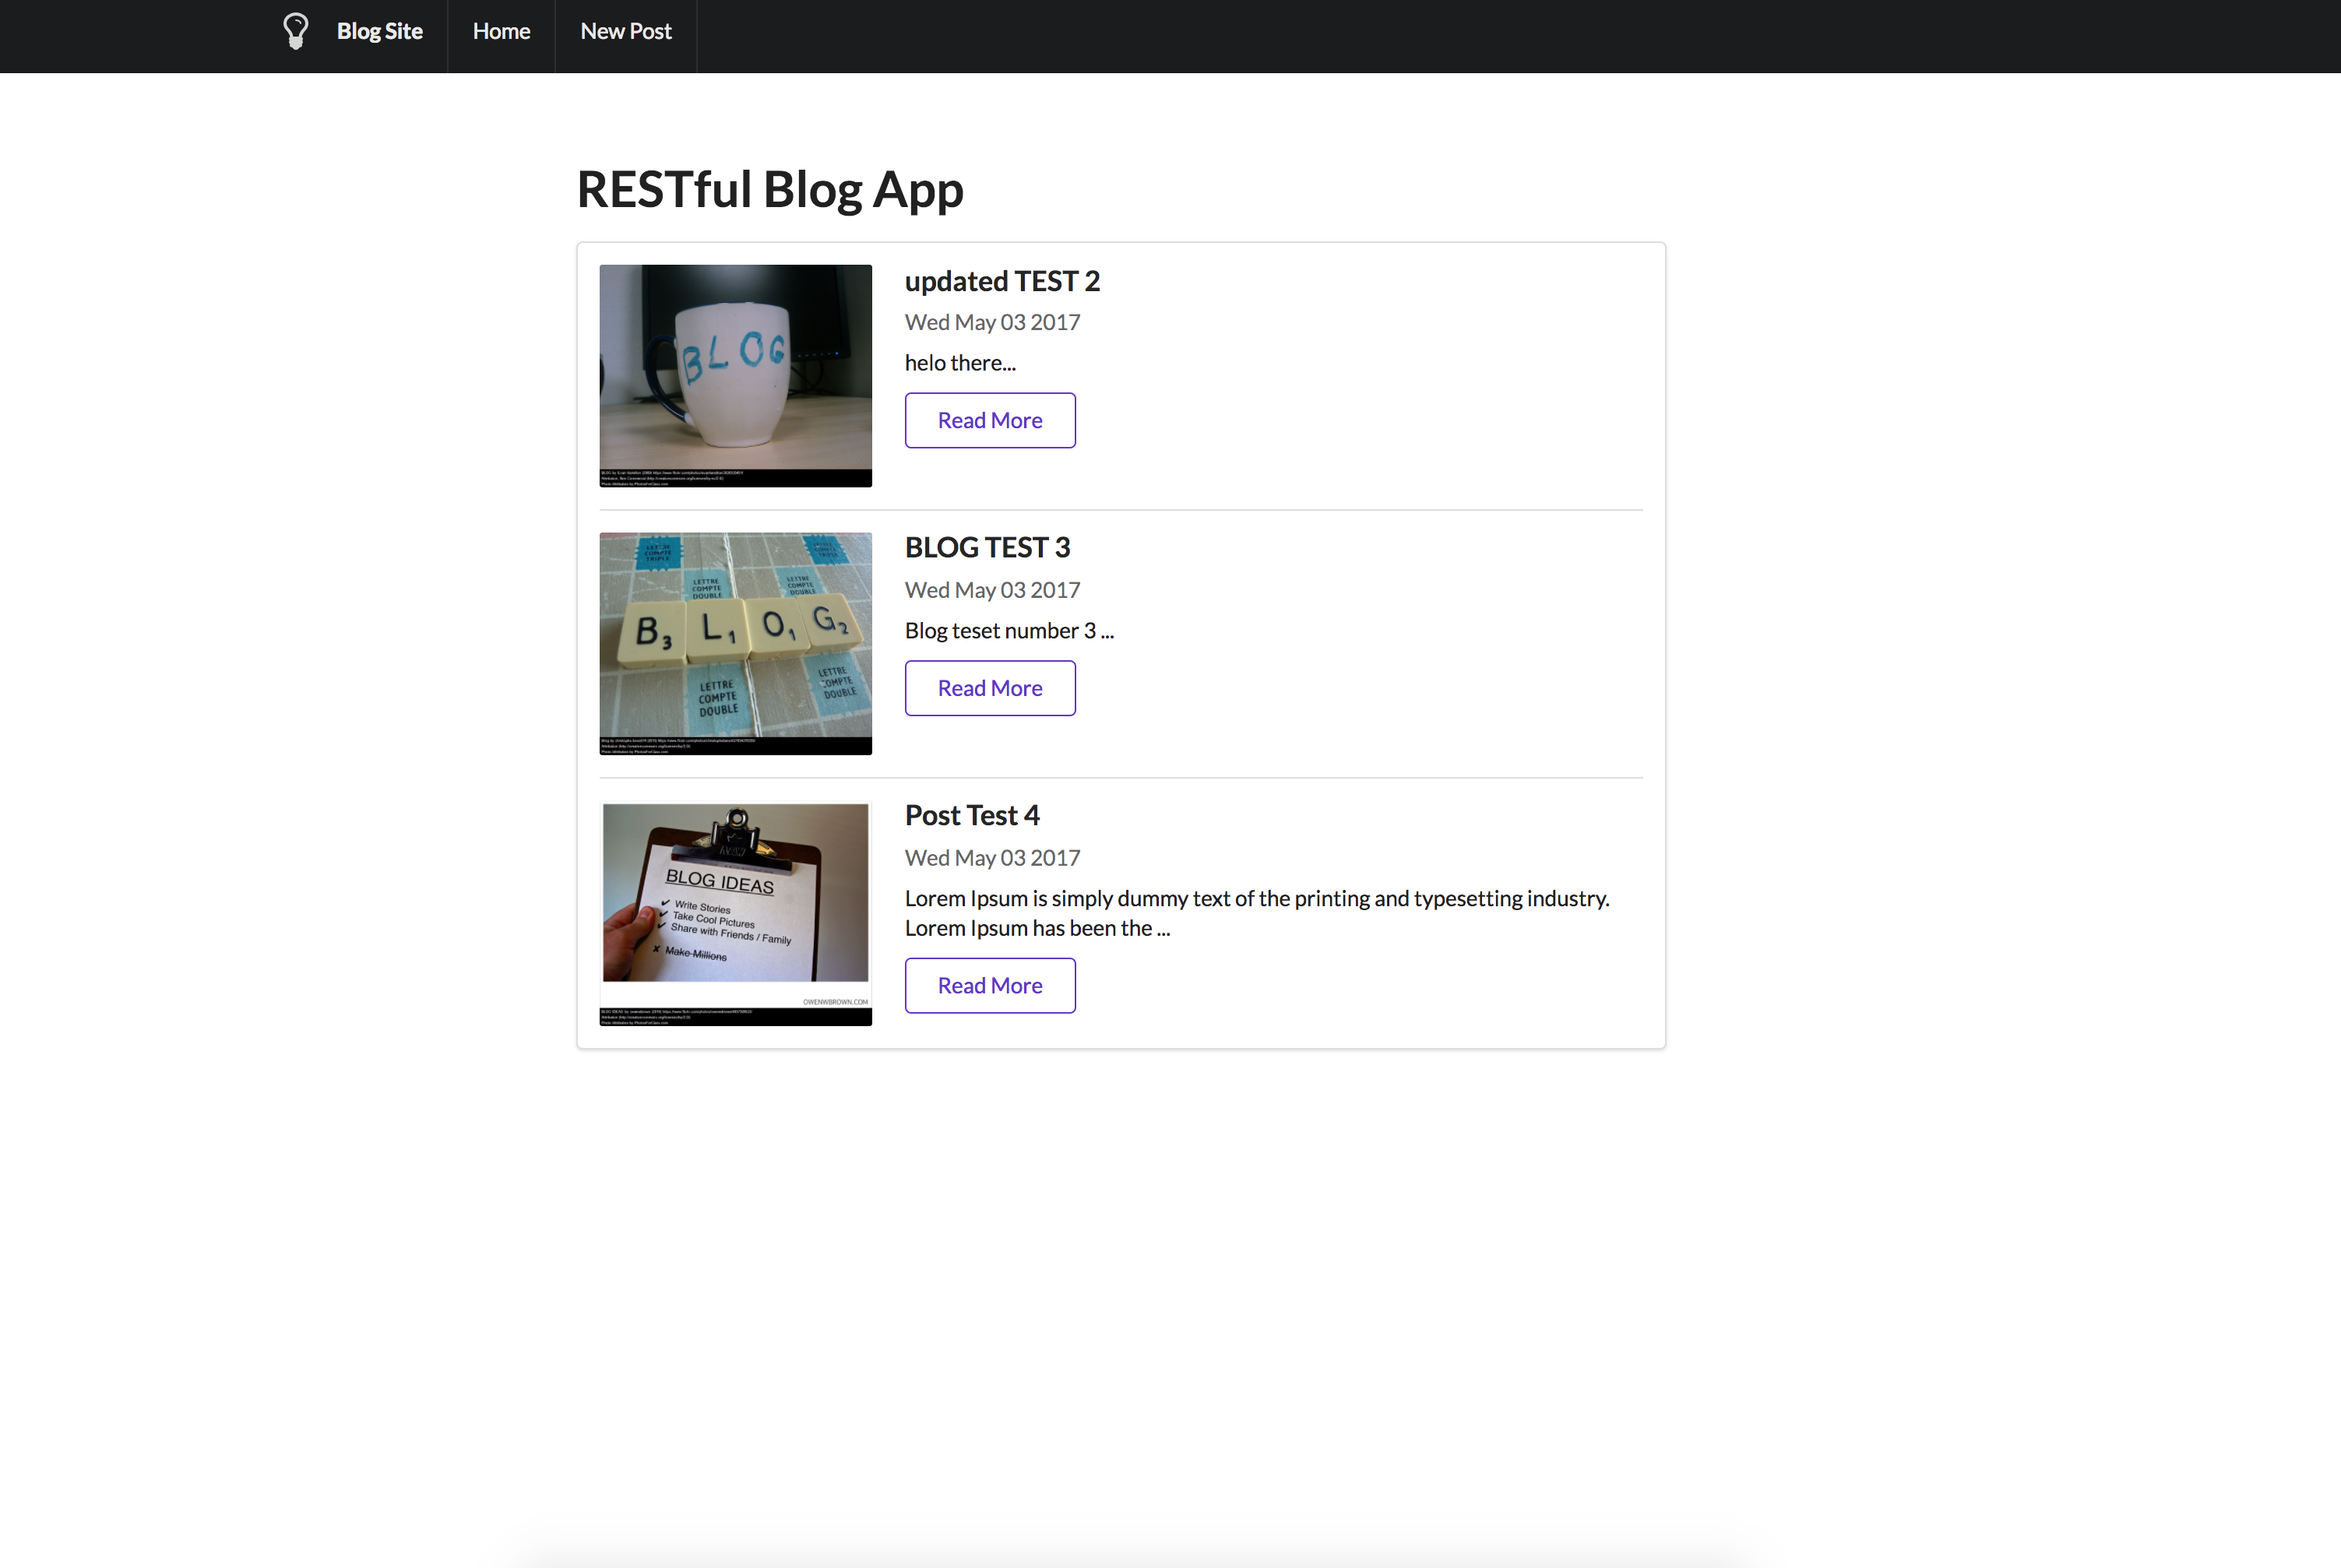 Blog Site
Home
New Post
RESTful Blog App
BLOG
updated TEST 2
Wed May 03 2017
helo there...
Read More
LETTRE
COMPTE
DOUBLE
LETTRE
COMPTE
DOUBLE
B3 L1 O1 G2
LETTRE
COMPTE
DOUBLE
LETTRE
COMPTE
DOUBLE
BLOG TEST 3
Wed May 03 2017
Blog teset number 3 ...
Read More
BLOG IDEAS
✔ Write Stories
✔ Take Cool Pictures
✔ Share with Friends / Family
✘ Make Millions
OWENWBROWN.COM
Post Test 4
Wed May 03 2017
Lorem Ipsum is simply dummy text of the printing and typesetting industry.
Lorem Ipsum has been the ...
Read More